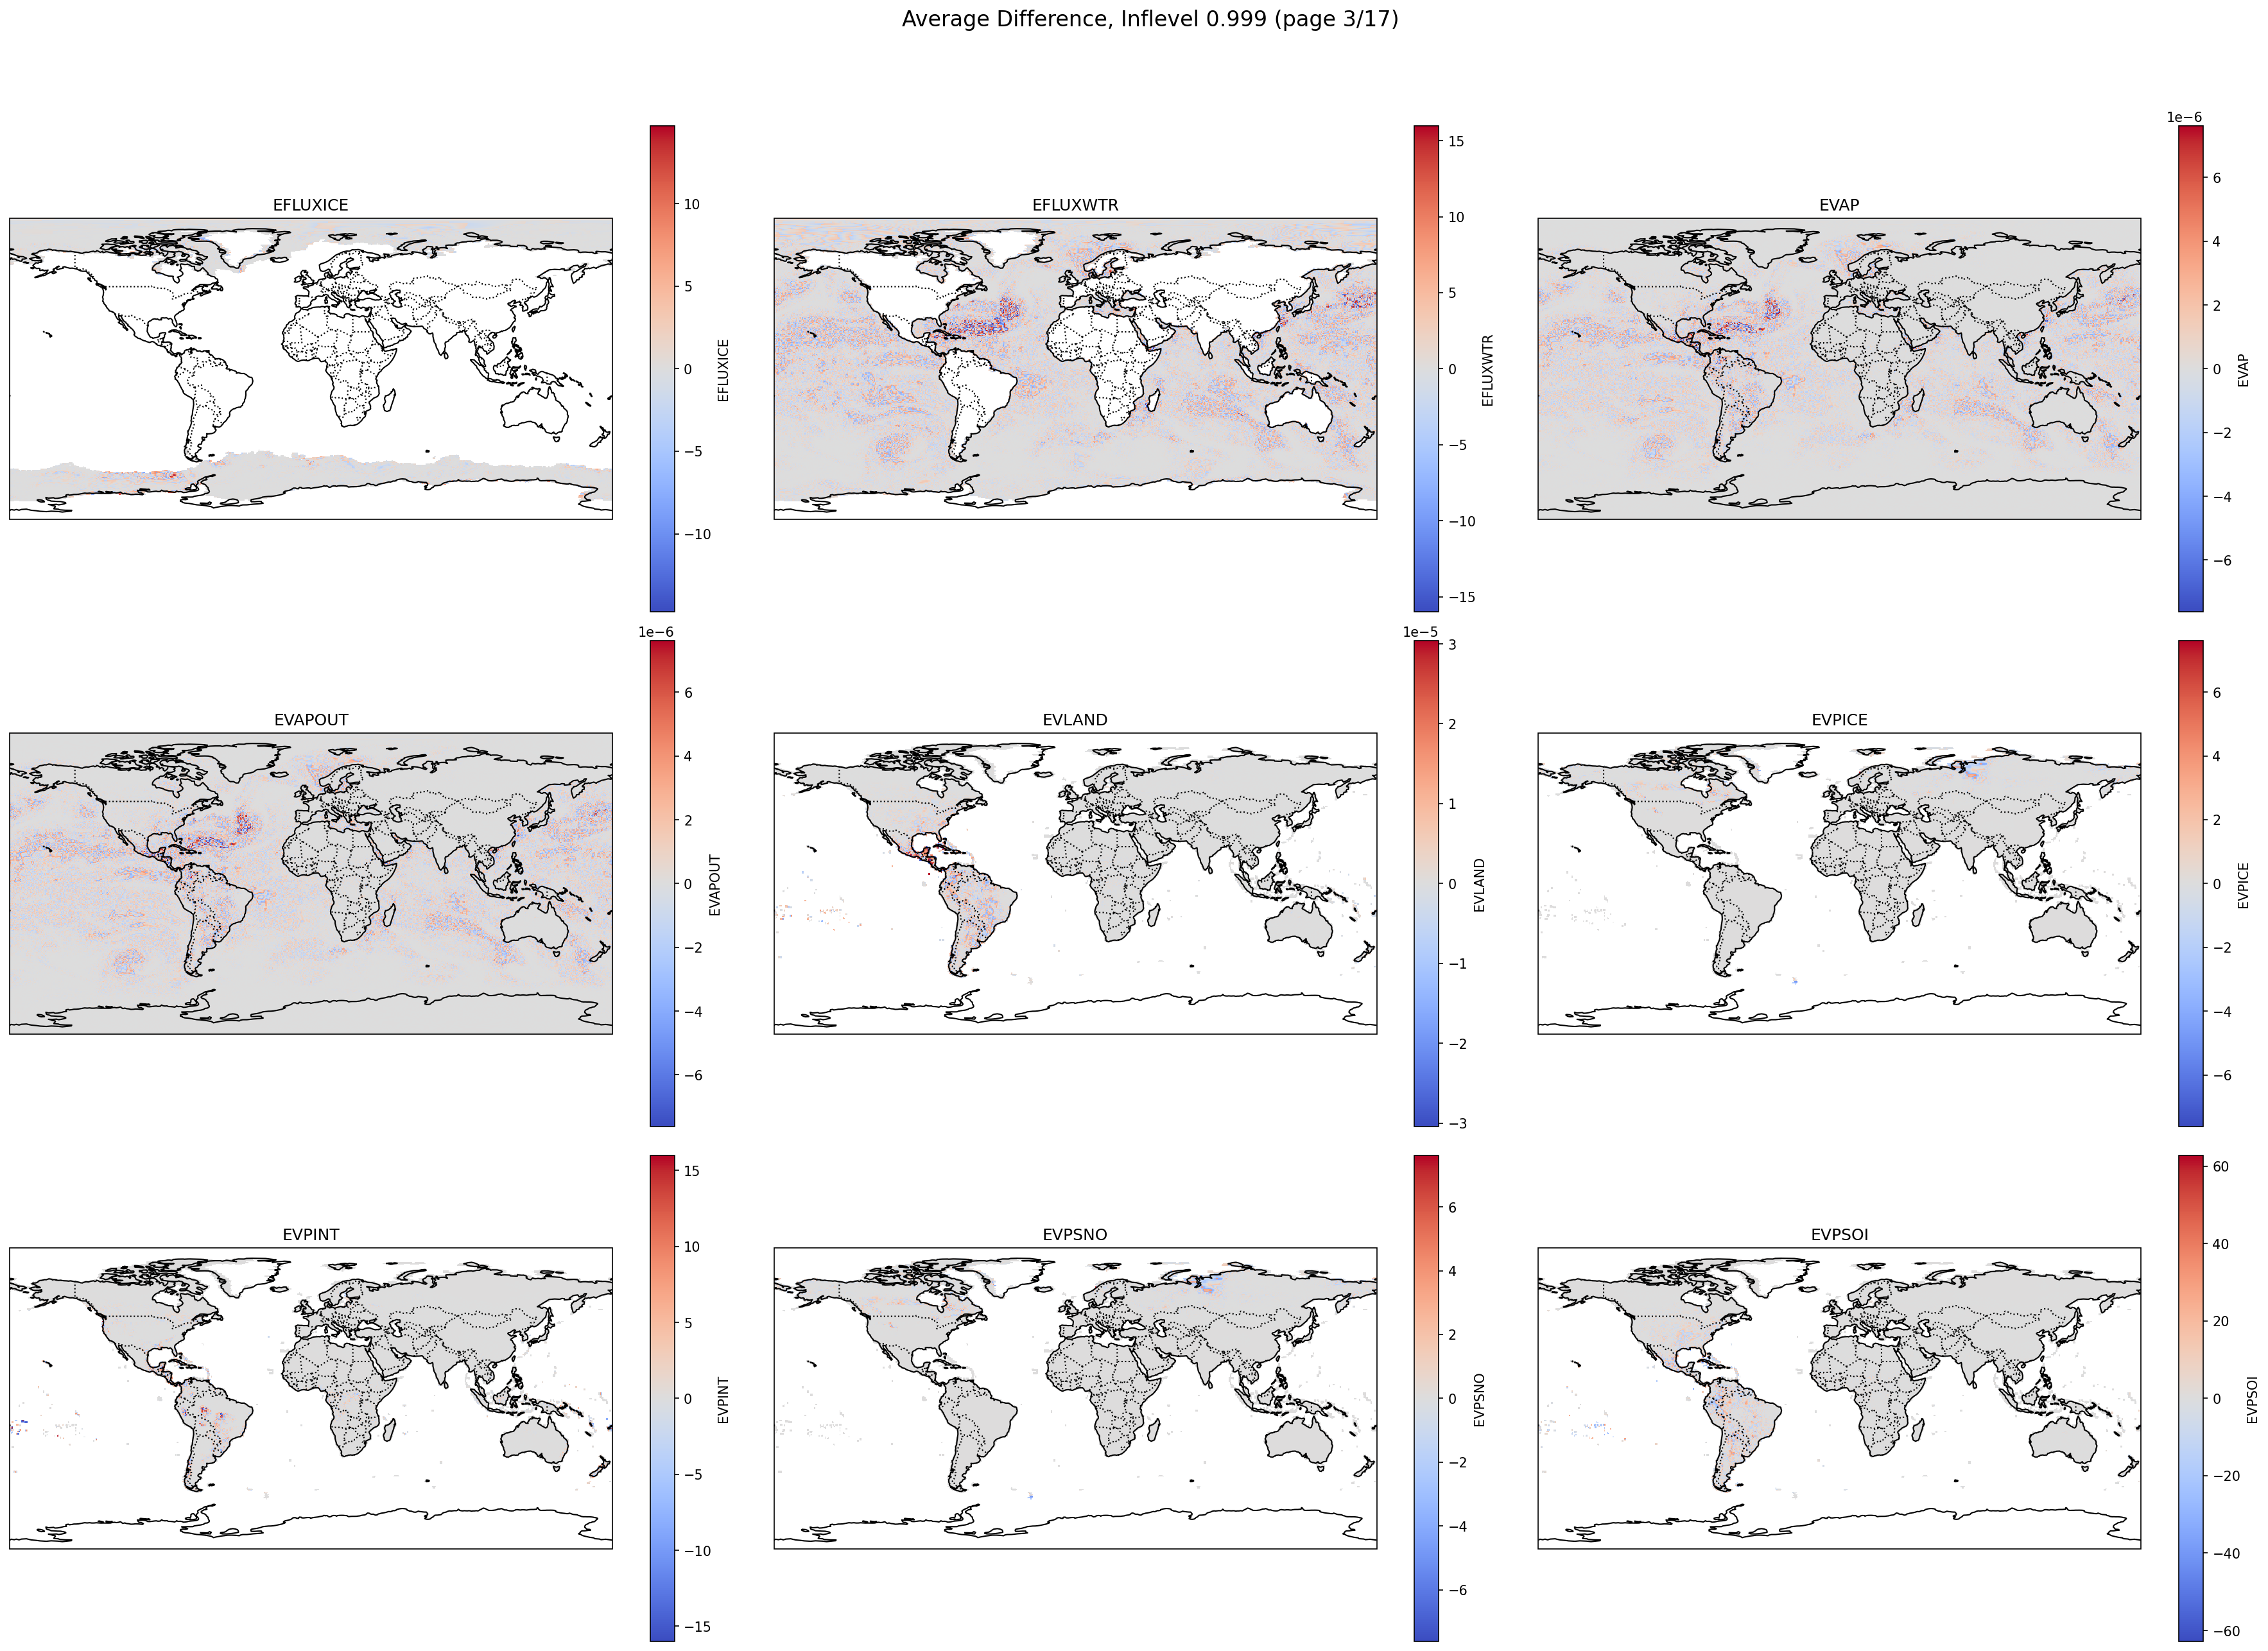 Average Difference, Inflevel 0.999 (page 3/17)
EFLUXICE
10
5
0
−5
−10
EFLUXICE
EFLUXWTR
15
10
5
0
−5
−10
−15
EFLUXWTR
EVAP
1e−6
6
4
2
0
−2
−4
−6
EVAP
EVAPOUT
1e−6
6
4
2
0
−2
−4
−6
EVAPOUT
EVLAND
1e−5
3
2
1
0
−1
−2
−3
EVLAND
EVPICE
6
4
2
0
−2
−4
−6
EVPICE
EVPINT
15
10
5
0
−5
−10
−15
EVPINT
EVPSNO
6
4
2
0
−2
−4
−6
EVPSNO
EVPSOI
60
40
20
0
−20
−40
−60
EVPSOI